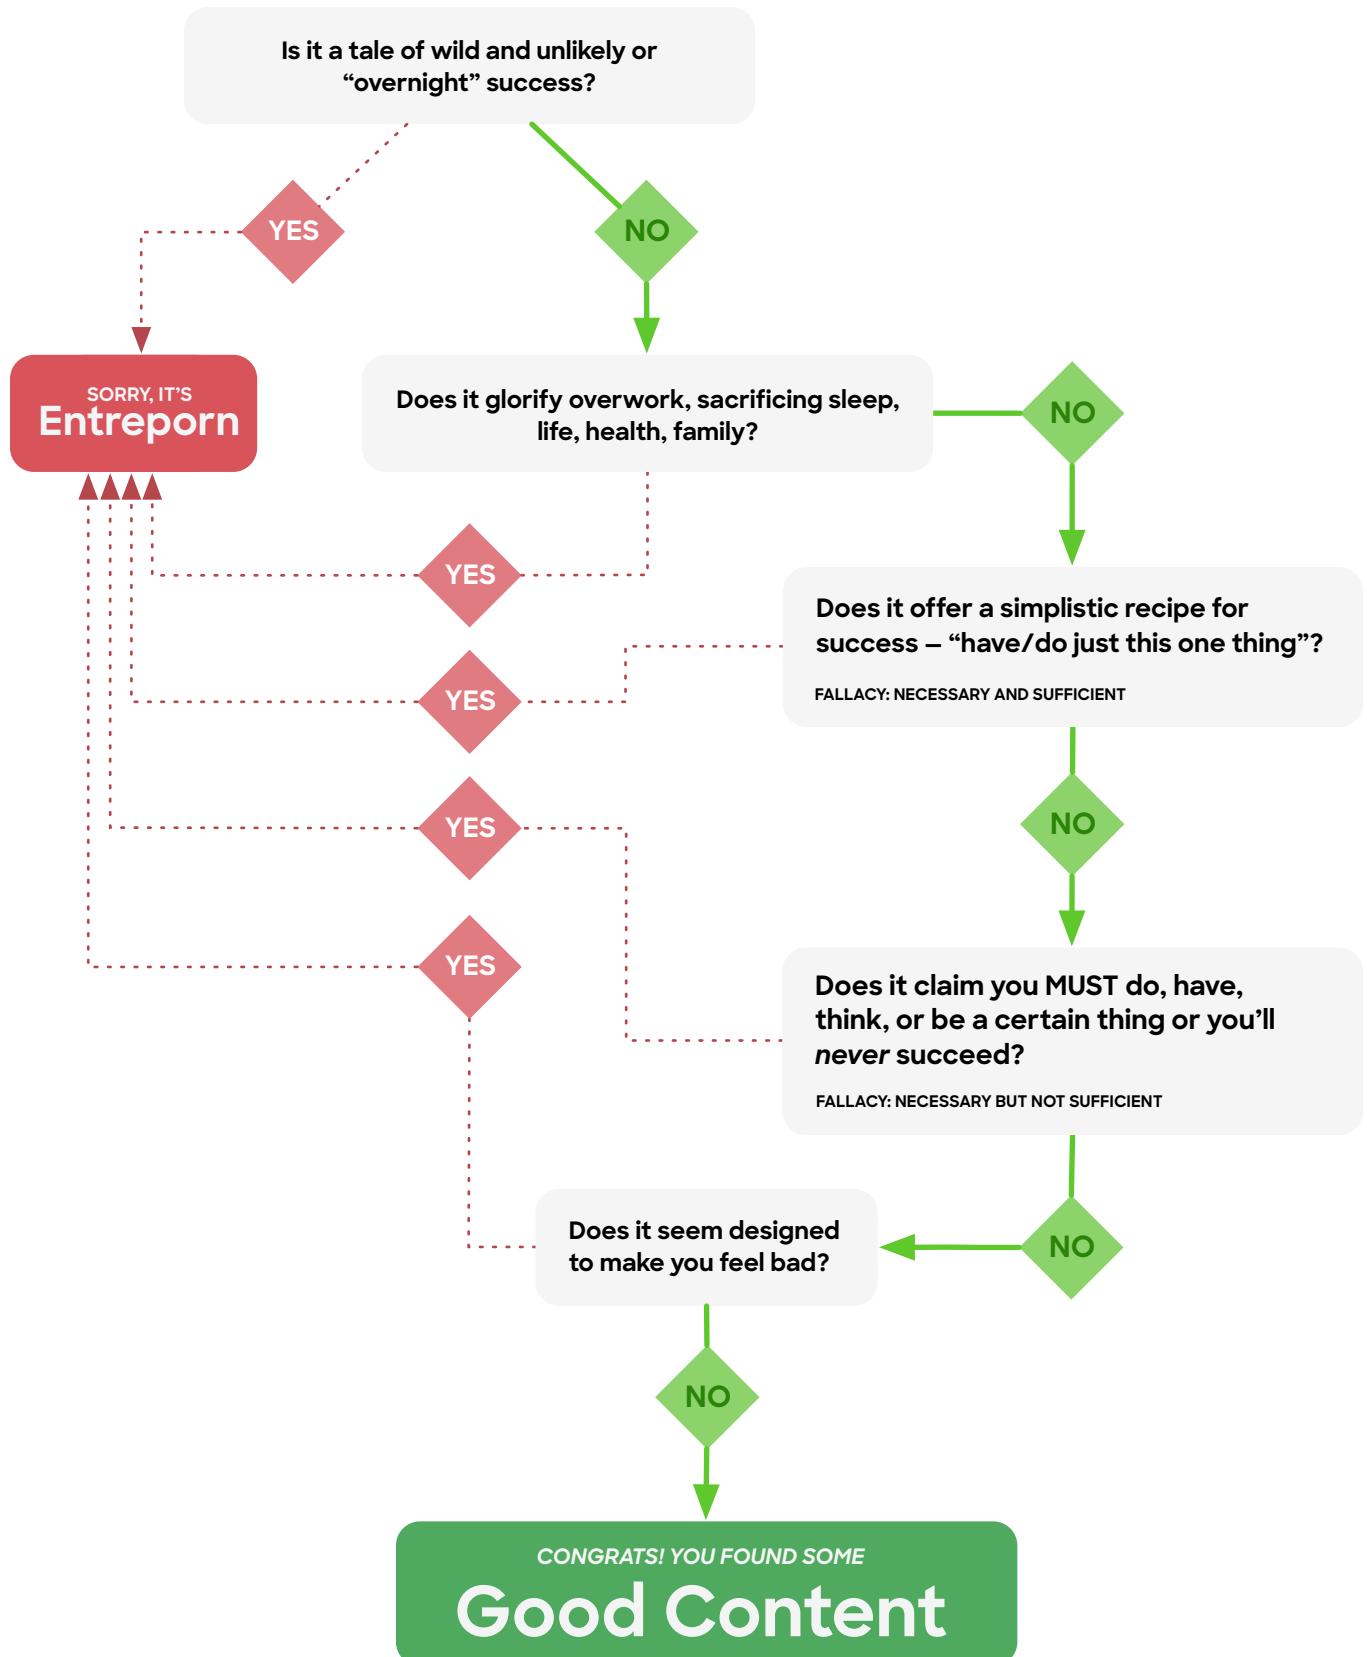 Is it a tale of wild and unlikely or
“overnight” success?
YES
NO
SORRY, IT’S
Entreporn
Does it glorify overwork, sacrificing sleep,
life, health, family?
NO
YES
Does it offer a simplistic recipe for
success – “have/do just this one thing”?
FALLACY: NECESSARY AND SUFFICIENT
YES
NO
YES
Does it claim you MUST do, have,
think, or be a certain thing or you’ll
never succeed?
FALLACY: NECESSARY BUT NOT SUFFICIENT
YES
Does it seem designed
to make you feel bad?
NO
NO
CONGRATS! YOU FOUND SOME
Good Content